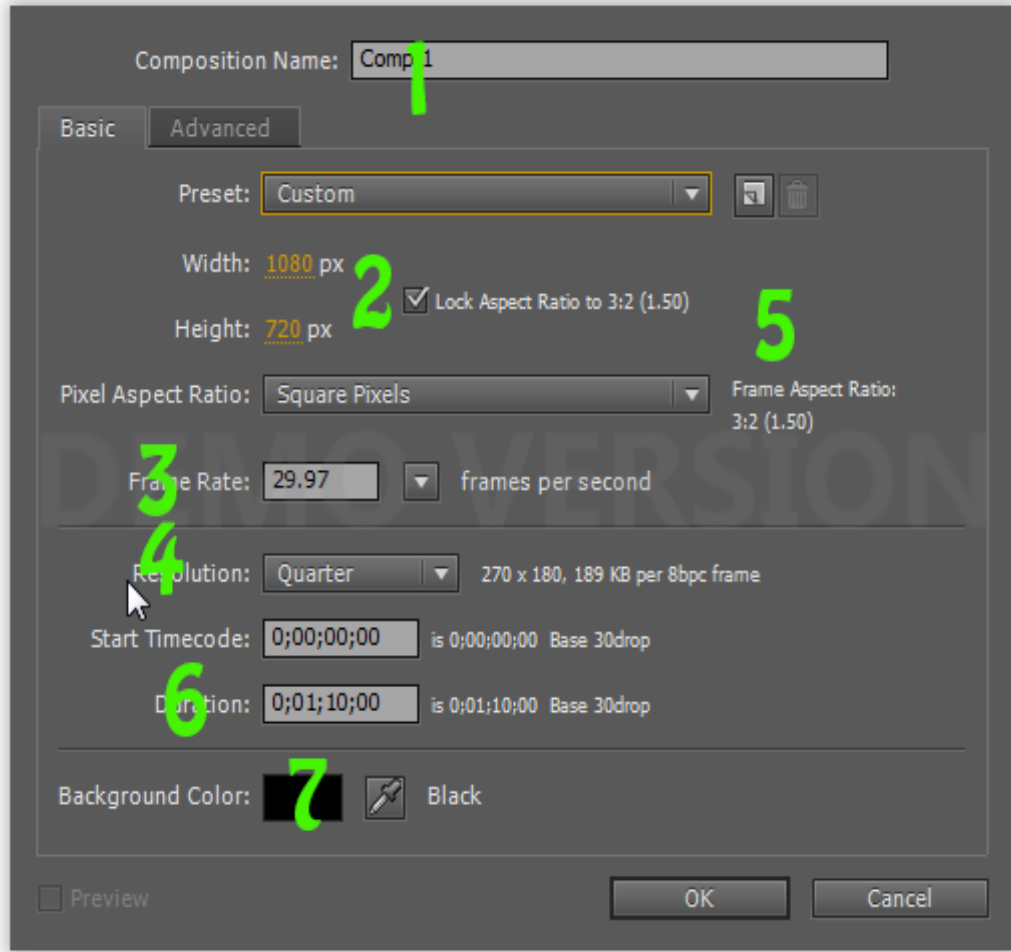 Composition Name: Comp 1
1
Basic Advanced
Preset: Custom
Width: 1080 px
2
Lock Aspect Ratio to 3:2 (1.50)
5
Height: 720 px
Pixel Aspect Ratio: Square Pixels
Frame Aspect Ratio:
3:2 (1.50)
DEMO VERSION
3
Frame Rate: 29.97 frames per second
4
Resolution: Quarter 270 x 180, 189 KB per 8bpc frame
Start Timecode: 0;00;00;00 is 0;00;00;00 Base 30drop
6
Duration: 0;01;10;00 is 0;01;10;00 Base 30drop
7
Background Color: Black
Preview OK Cancel